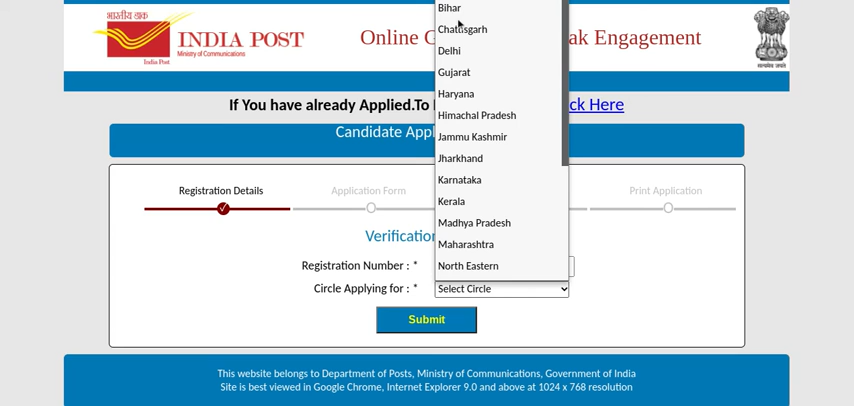 भारतीय डाक
INDIA POST
Ministry of Communications
India Post
Online G
ak Engagement
सत्यमेव जयते
If You have already Applied.To
ck Here
Candidate Appl
Registration Details
Application Form
Print Application
Verification
Registration Number : *
Circle Applying for : *
Bihar
Chattisgarh
Delhi
Gujarat
Haryana
Himachal Pradesh
Jammu Kashmir
Jharkhand
Karnataka
Kerala
Madhya Pradesh
Maharashtra
North Eastern
Select Circle
Submit
This website belongs to Department of Posts, Ministry of Communications, Government of India
Site is best viewed in Google Chrome, Internet Explorer 9.0 and above at 1024 x 768 resolution